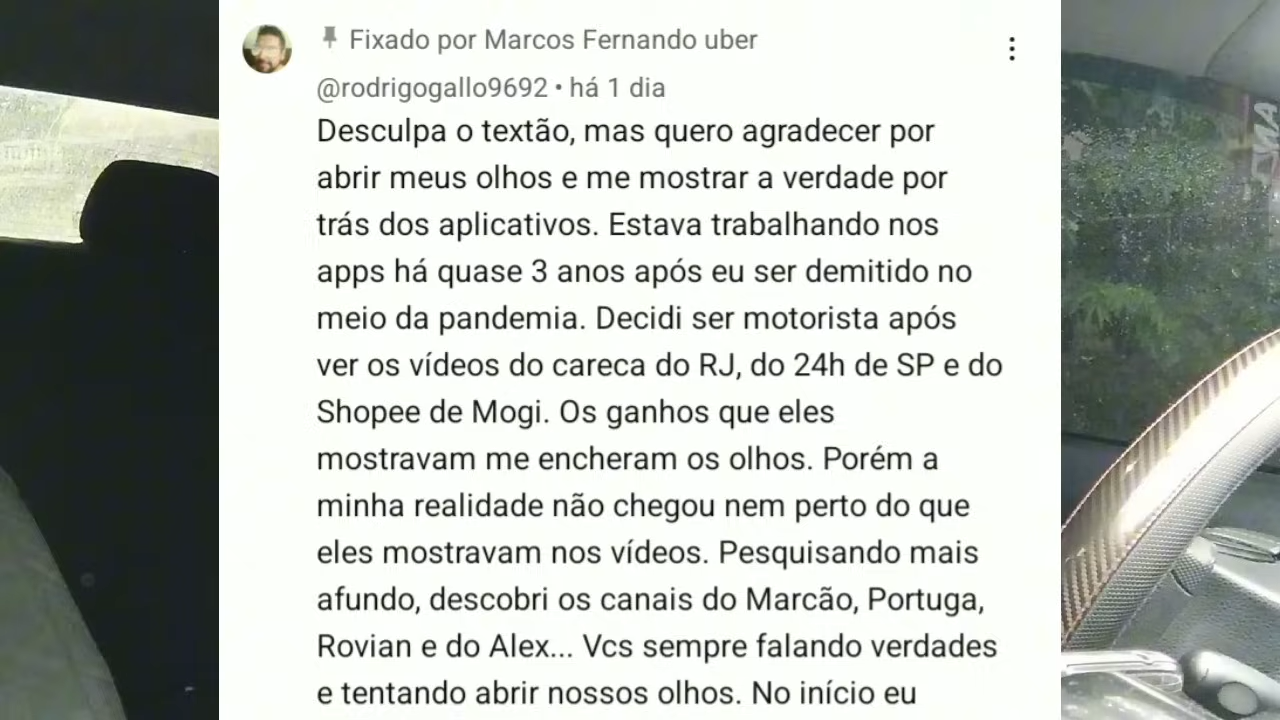 Fixado por Marcos Fernando uber
@rodrigogallo9692 • há 1 dia
Desculpa o textão, mas quero agradecer por
abrir meus olhos e me mostrar a verdade por
trás dos aplicativos. Estava trabalhando nos
apps há quase 3 anos após eu ser demitido no
meio da pandemia. Decidi ser motorista após
ver os vídeos do careca do RJ, do 24h de SP e do
Shopee de Mogi. Os ganhos que eles
mostravam me encheram os olhos. Porém a
minha realidade não chegou nem perto do que
eles mostravam nos vídeos. Pesquisando mais
afundo, descobri os canais do Marcão, Portuga,
Rovian e do Alex... Vcs sempre falando verdades
e tentando abrir nossos olhos. No início eu